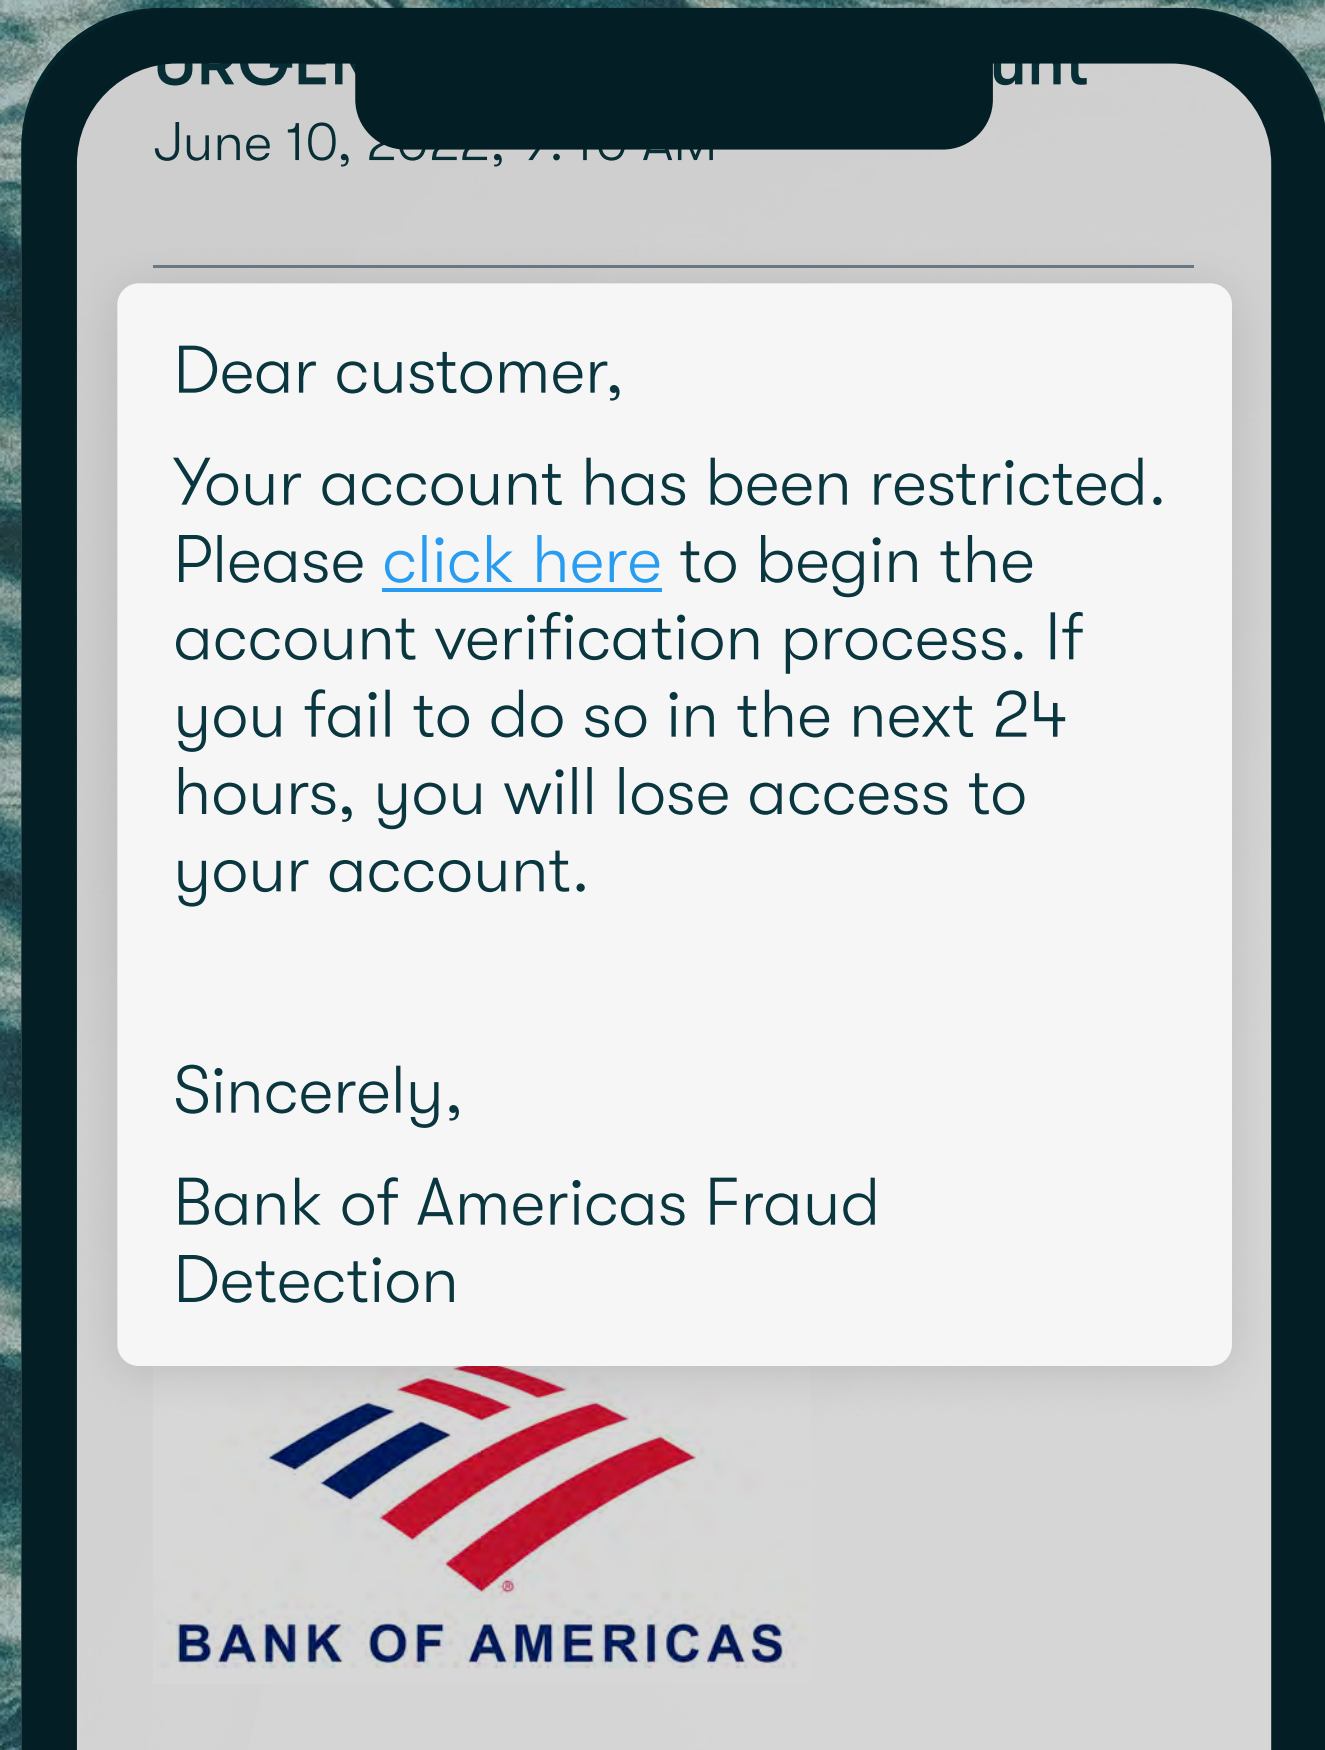 June 10,
Dear customer,
Your account has been restricted.
Please click here to begin the
account verification process. If
you fail to do so in the next 24
hours, you will lose access to
your account.
Sincerely,
Bank of Americas Fraud
Detection
®
BANK OF AMERICAS